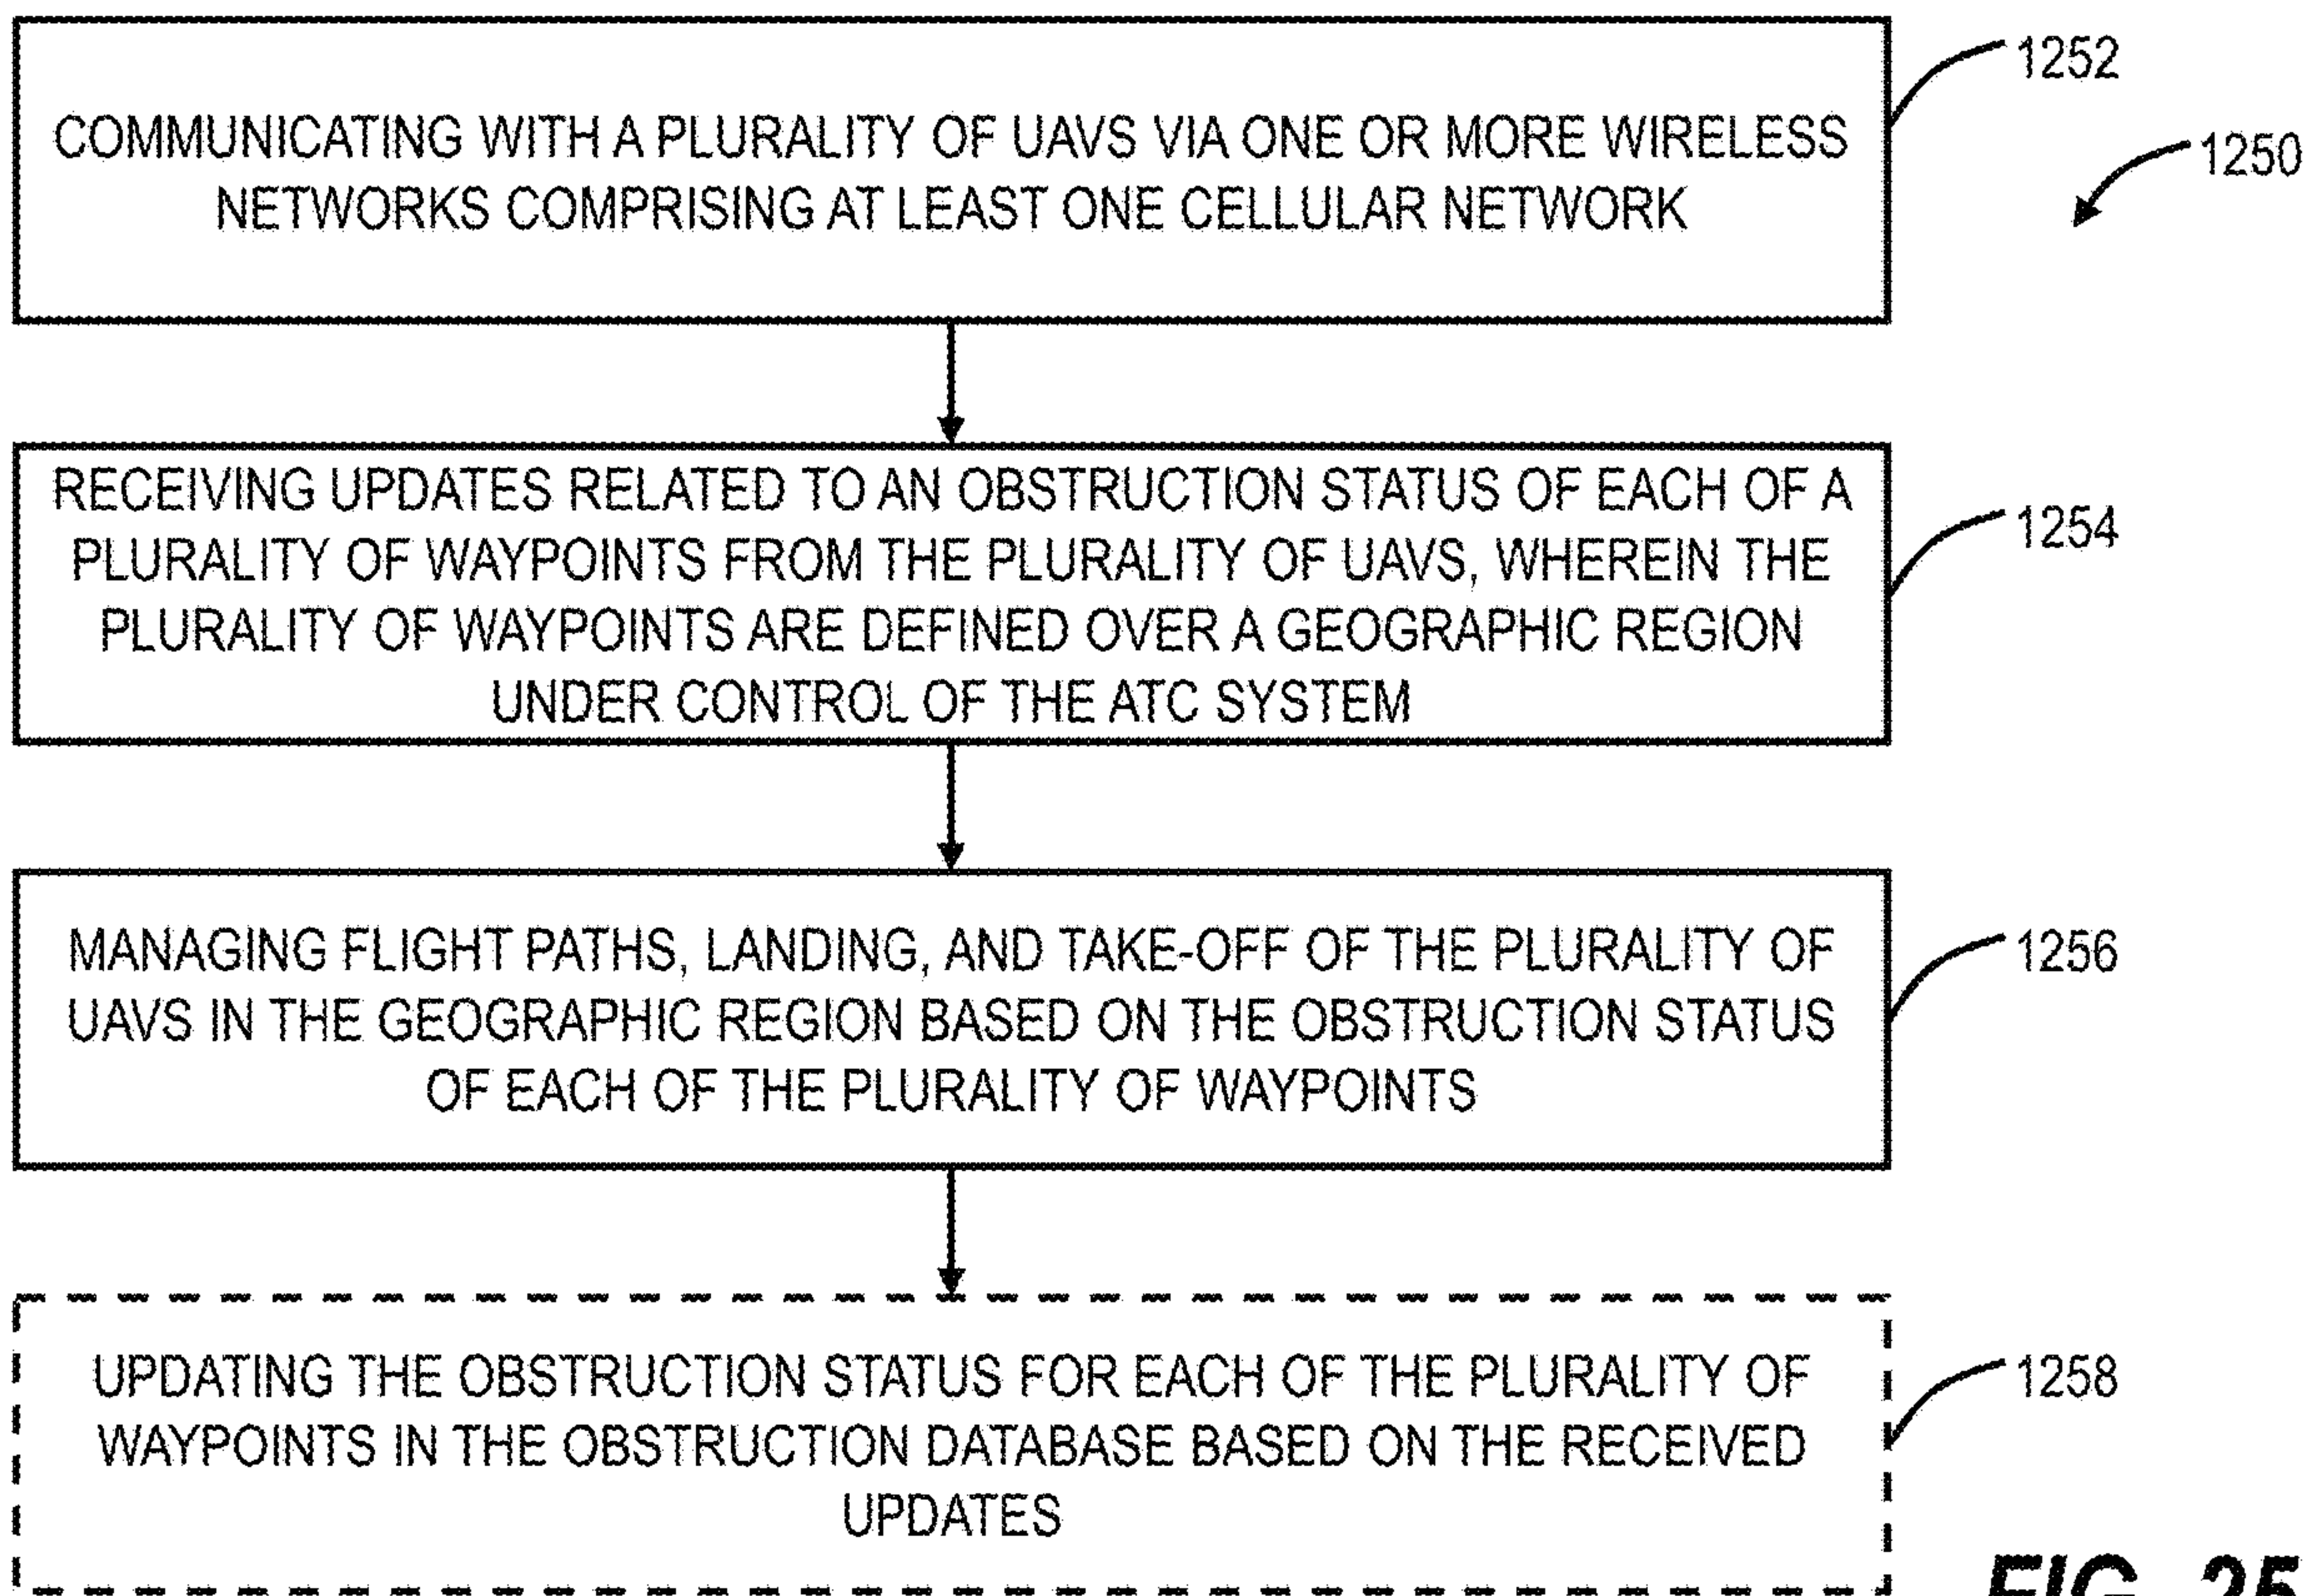 COMMUNICATING WITH A PLURALITY OF UAVS VIA ONE OR MORE WIRELESS
NETWORKS COMPRISING AT LEAST ONE CELLULAR NETWORK
1252
1250
RECEIVING UPDATES RELATED TO AN OBSTRUCTION STATUS OF EACH OF A
PLURALITY OF WAYPOINTS FROM THE PLURALITY OF UAVS, WHEREIN THE
PLURALITY OF WAYPOINTS ARE DEFINED OVER A GEOGRAPHIC REGION
UNDER CONTROL OF THE ATC SYSTEM
1254
MANAGING FLIGHT PATHS, LANDING, AND TAKE-OFF OF THE PLURALITY OF
UAVS IN THE GEOGRAPHIC REGION BASED ON THE OBSTRUCTION STATUS
OF EACH OF THE PLURALITY OF WAYPOINTS
1256
UPDATING THE OBSTRUCTION STATUS FOR EACH OF THE PLURALITY OF
WAYPOINTS IN THE OBSTRUCTION DATABASE BASED ON THE RECEIVED
UPDATES
1258
FIG. 25